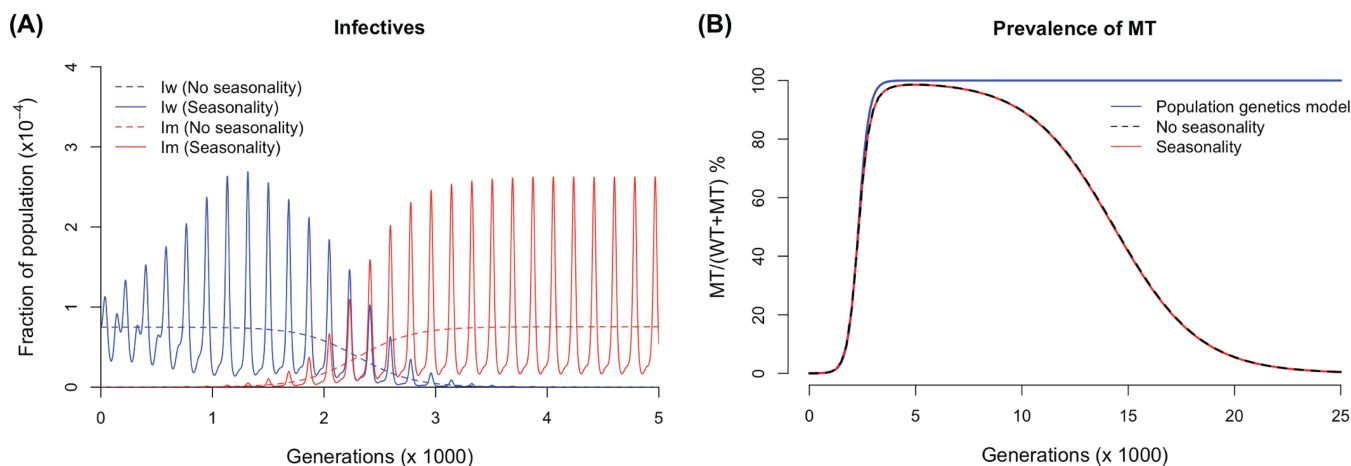 (A)
Infectives
Fraction of population (x10⁻⁴)
4
3
2
1
0
Iw (No seasonality)
Iw (Seasonality)
Im (No seasonality)
Im (Seasonality)
0 1 2 3 4 5
Generations (x 1000)
(B)
Prevalence of MT
MT/(WT+MT) %
100
80
60
40
20
0
Population genetics model
No seasonality
Seasonality
0 5 10 15 20 25
Generations (x 1000)